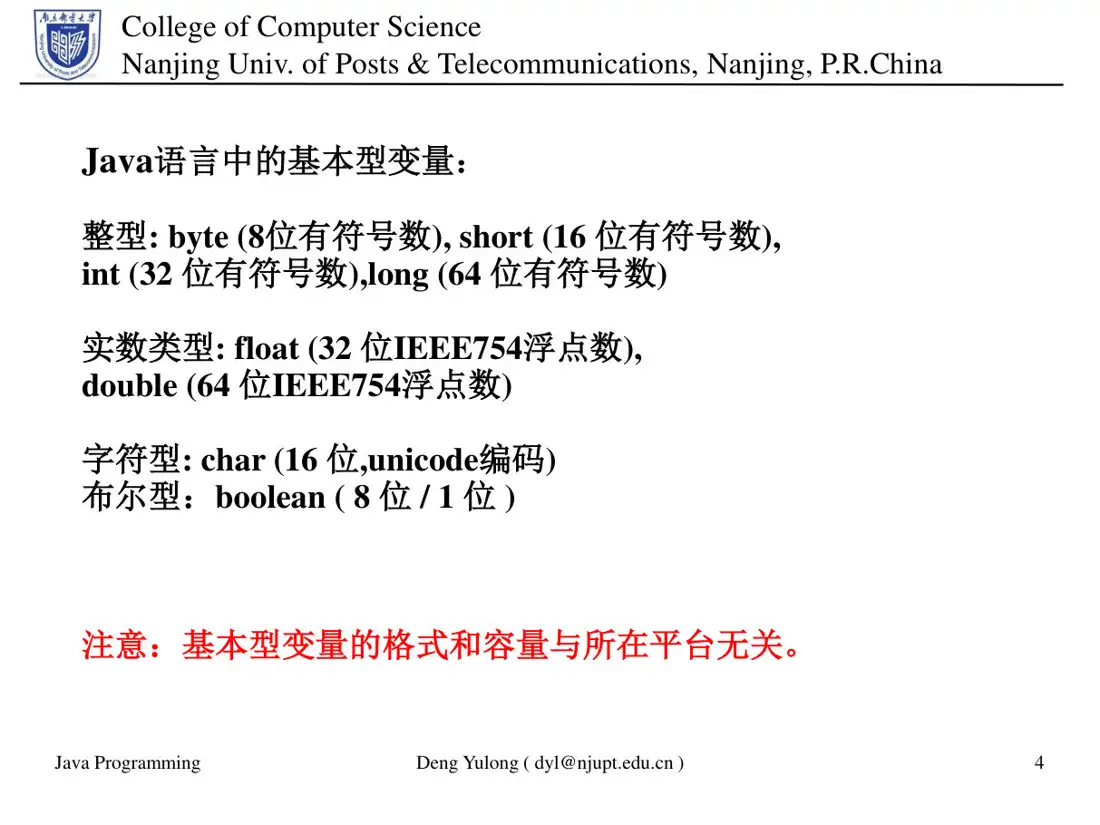 College of Computer Science
Nanjing Univ. of Posts & Telecommunications, Nanjing, P.R.China
Java语言中的基本型变量：
整型: byte (8位有符号数), short (16 位有符号数),
int (32 位有符号数),long (64 位有符号数)
实数类型: float (32 位IEEE754浮点数),
double (64 位IEEE754浮点数)
字符型: char (16 位,unicode编码)
布尔型：boolean ( 8 位 / 1 位 )
注意：基本型变量的格式和容量与所在平台无关。
Java Programming
Deng Yulong ( dyl@njupt.edu.cn )
4